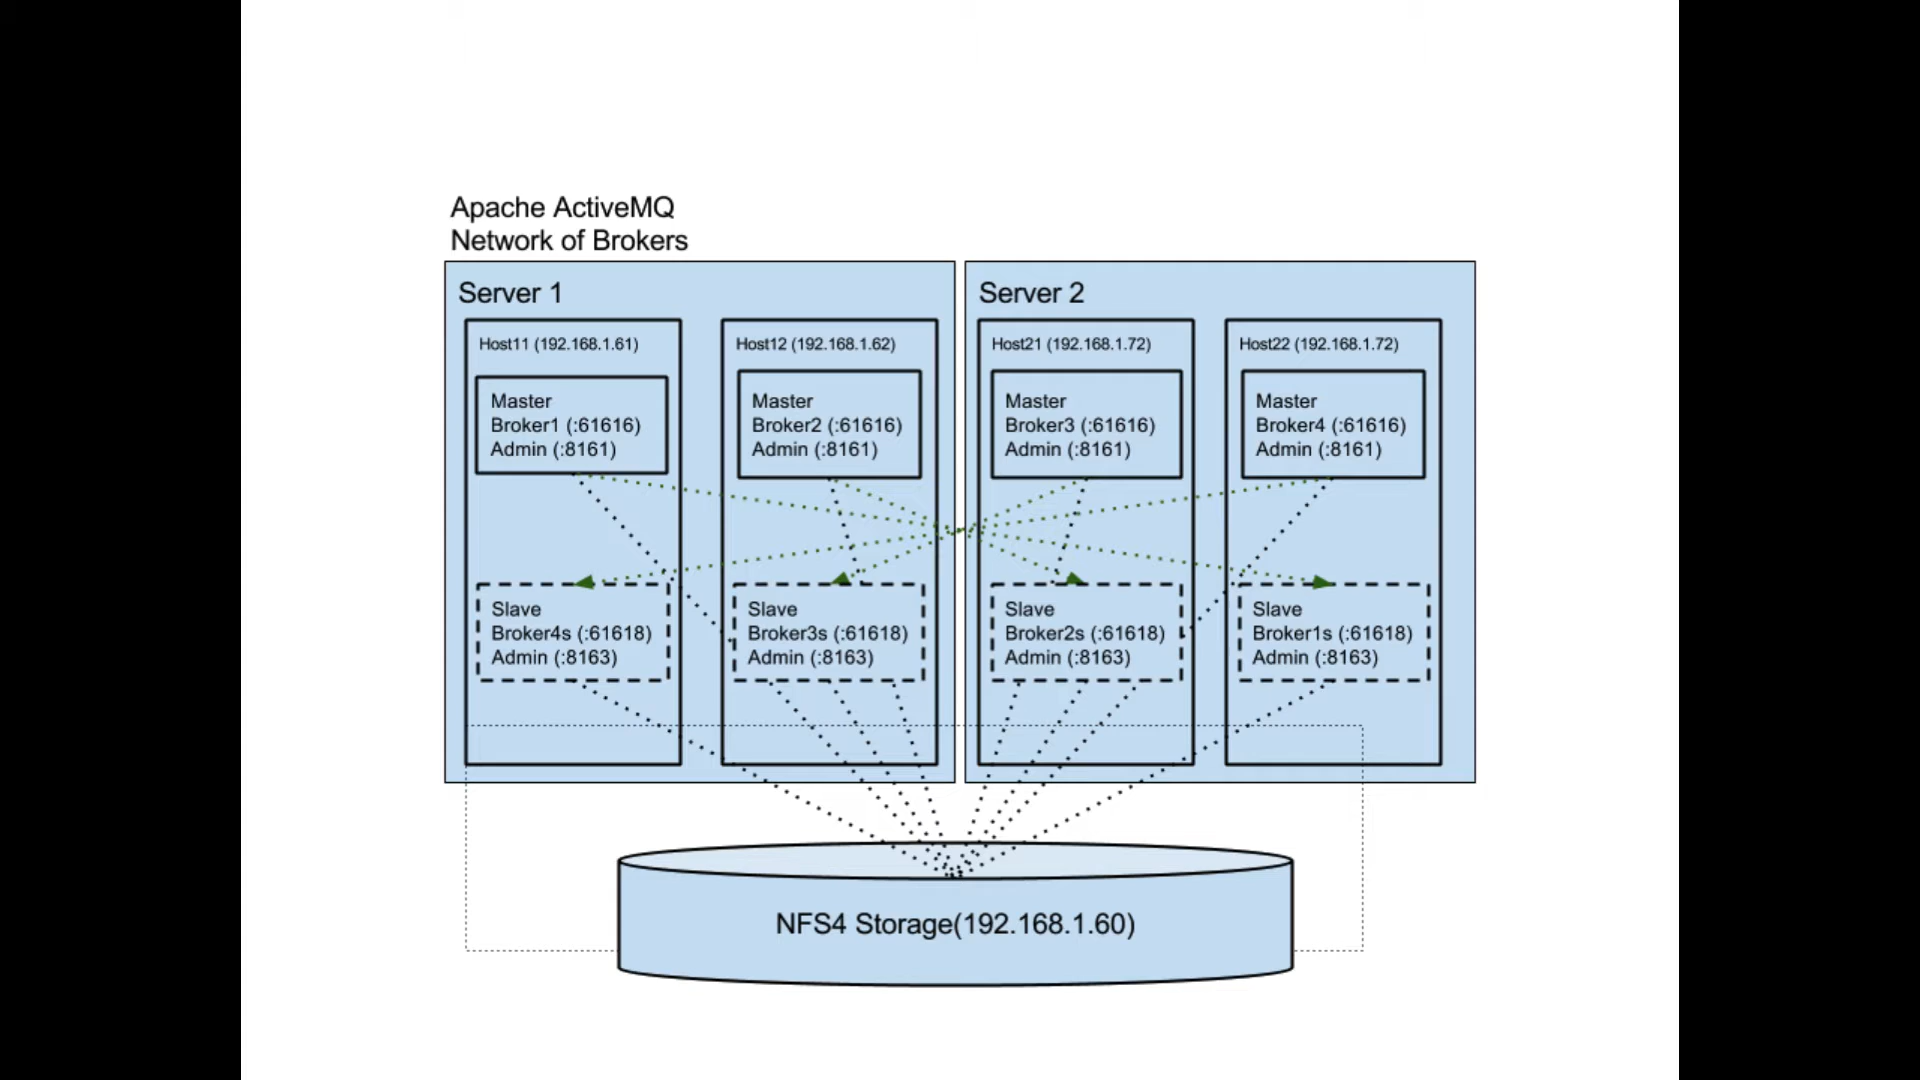 Apache ActiveMQ
Network of Brokers
Server 1
Host11 (192.168.1.61)
Master
Broker1 (:61616)
Admin (:8161)
Slave
Broker4s (:61618)
Admin (:8163)
Host12 (192.168.1.62)
Master
Broker2 (:61616)
Admin (:8161)
Slave
Broker3s (:61618)
Admin (:8163)
Server 2
Host21 (192.168.1.72)
Master
Broker3 (:61616)
Admin (:8161)
Slave
Broker2s (:61618)
Admin (:8163)
Host22 (192.168.1.72)
Master
Broker4 (:61616)
Admin (:8161)
Slave
Broker1s (:61618)
Admin (:8163)
NFS4 Storage(192.168.1.60)